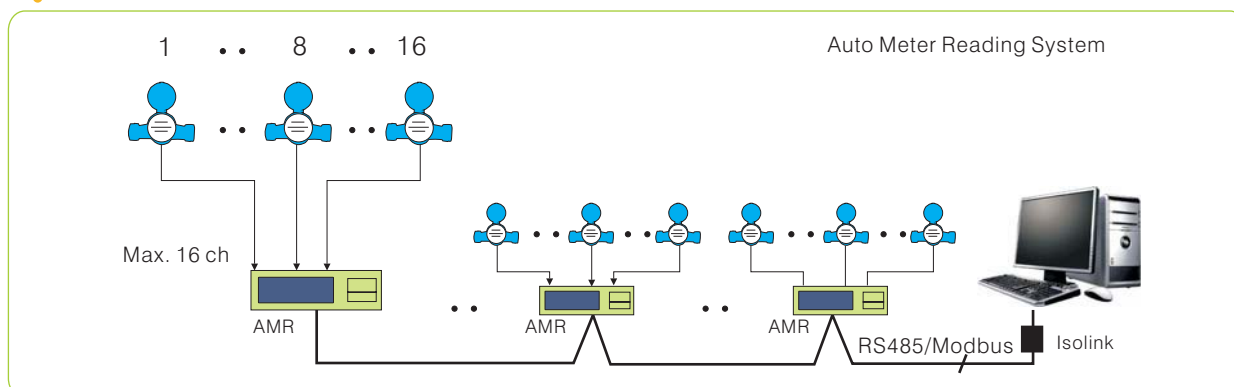 1 • • 8 • • 16
Auto Meter Reading System
Max. 16 ch
AMR
AMR
AMR
RS485/Modbus
Isolink